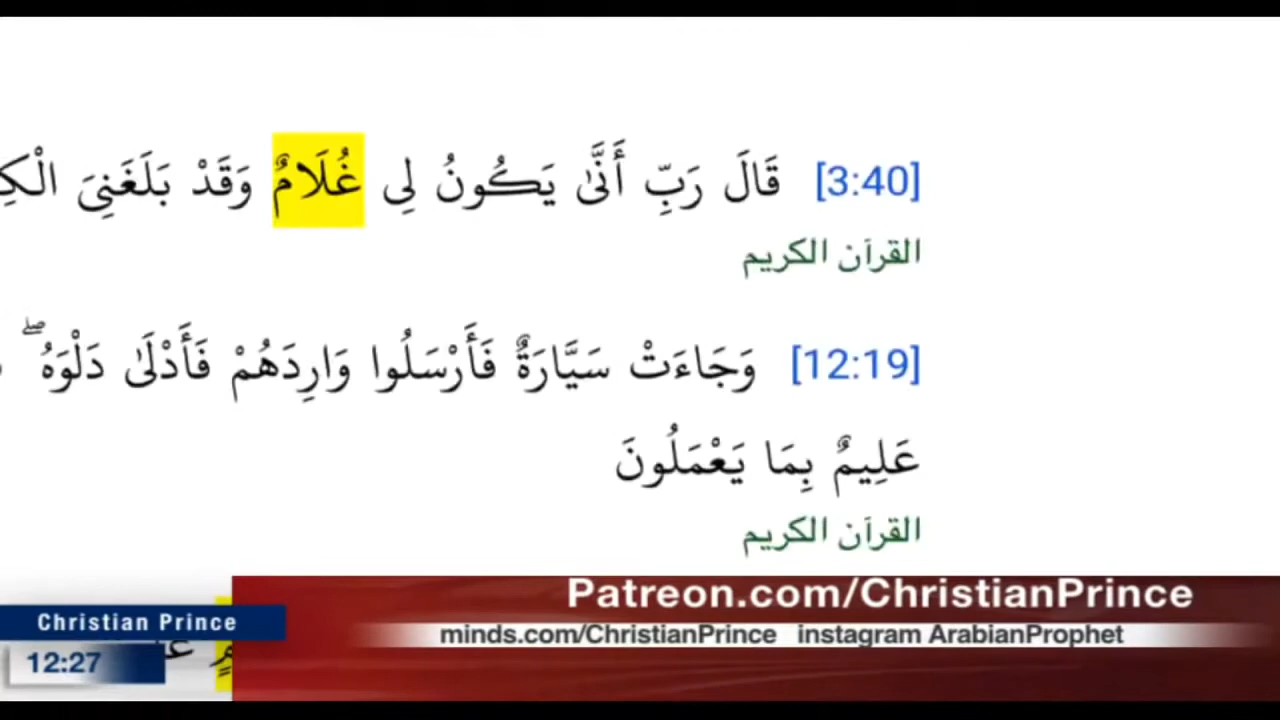 [3:40] قَالَ رَبِّ أَنَّىٰ يَكُونُ لِى غُلَامٌ وَقَدْ بَلَغَنِىَ
القرآن الكريم
[12:19] وَجَاءَتْ سَيَّارَةٌ فَأَرْسَلُوا وَارِدَهُمْ فَأَدْلَىٰ دَلْوَهُ ۖ
عَلِيمٌ بِمَا يَعْمَلُونَ
القرآن الكريم
Patreon.com/ChristianPrince
Christian Prince
minds.com/ChristianPrince instagram ArabianProphet
12:27